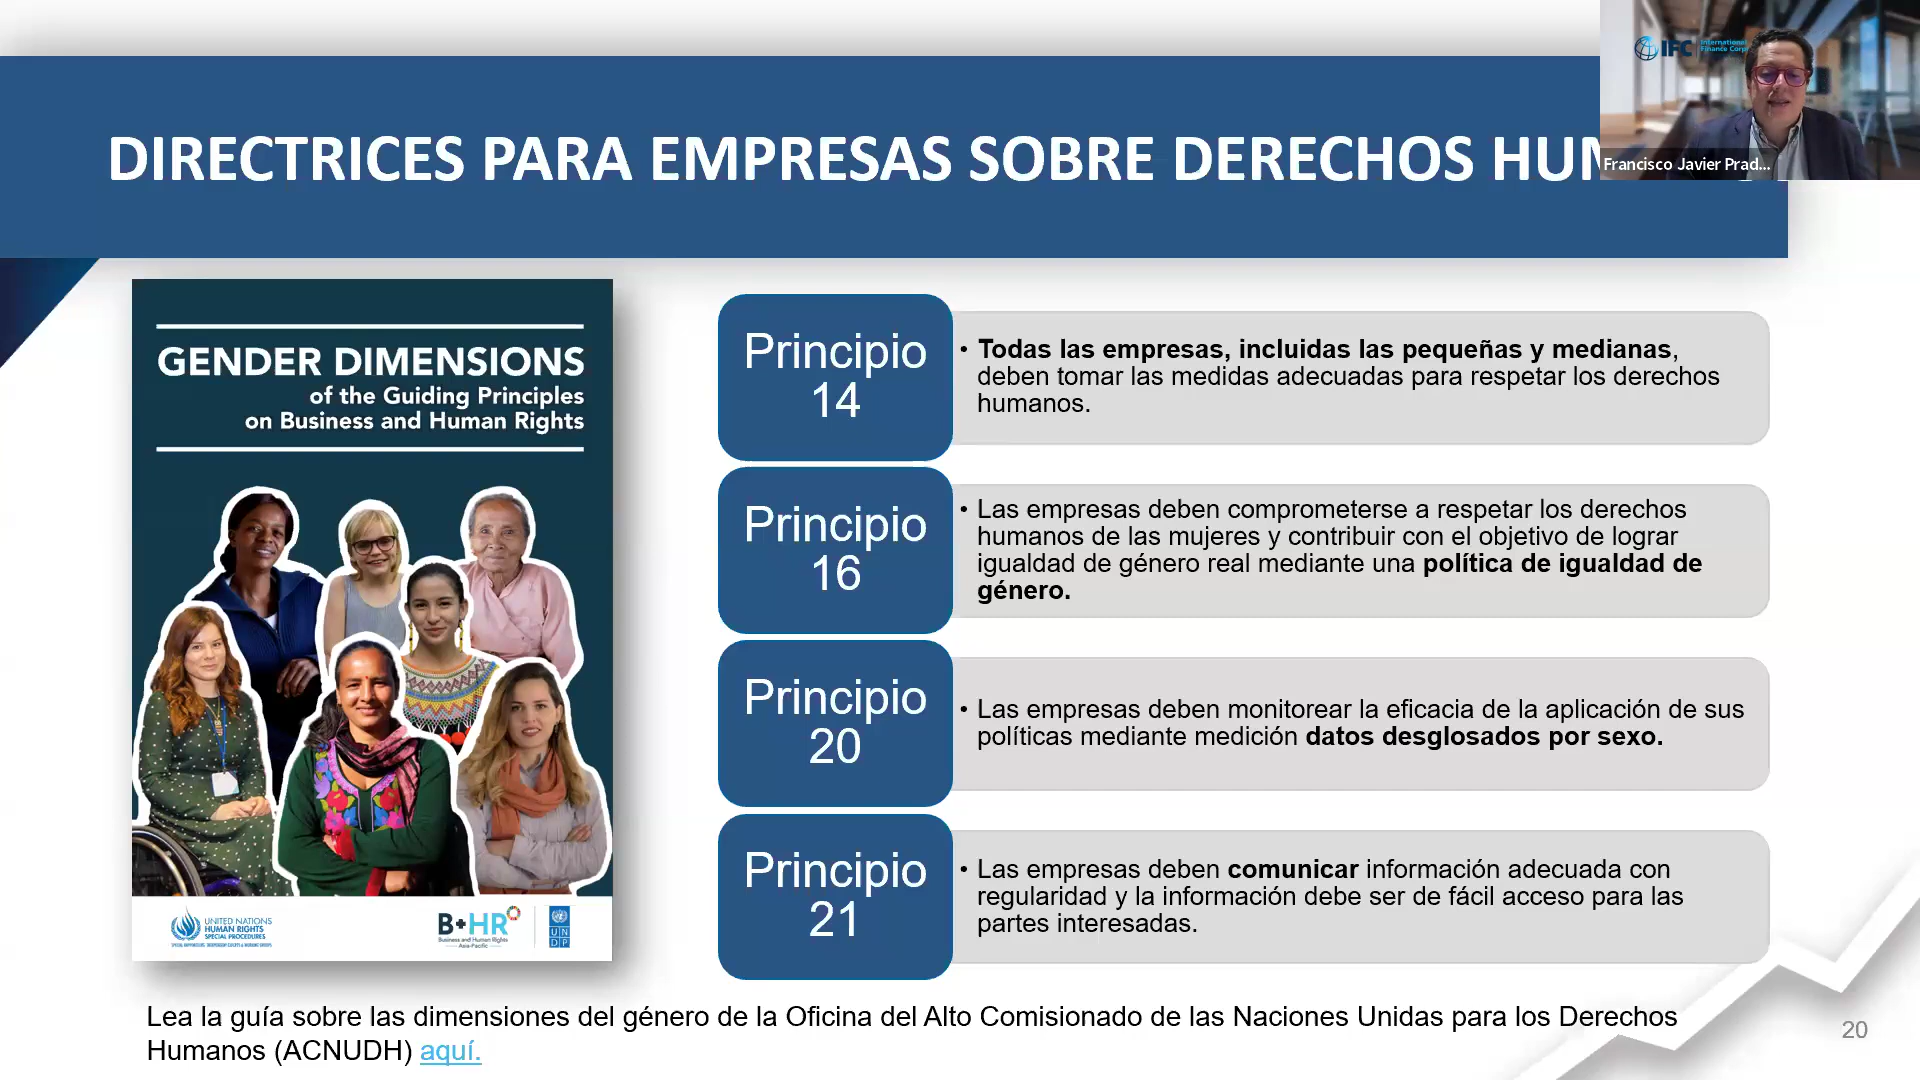 DIRECTRICES PARA EMPRESAS SOBRE DERECHOS HUM
IFC International
Finance Corp
Francisco Javier Prad...
GENDER DIMENSIONS
of the Guiding Principles
on Business and Human Rights
UNITED NATIONS
HUMAN RIGHTS
SPECIAL PROCEDURES
B+HR
Business and Human Rights
Asia-Pacific
U N
D P
Principio
14
• Todas las empresas, incluidas las pequeñas y medianas,
deben tomar las medidas adecuadas para respetar los derechos
humanos.
Principio
16
• Las empresas deben comprometerse a respetar los derechos
humanos de las mujeres y contribuir con el objetivo de lograr
igualdad de género real mediante una política de igualdad de
género.
Principio
20
• Las empresas deben monitorear la eficacia de la aplicación de sus
políticas mediante medición datos desglosados por sexo.
Principio
21
• Las empresas deben comunicar información adecuada con
regularidad y la información debe ser de fácil acceso para las
partes interesadas.
Lea la guía sobre las dimensiones del género de la Oficina del Alto Comisionado de las Naciones Unidas para los Derechos
Humanos (ACNUDH) aquí.
20